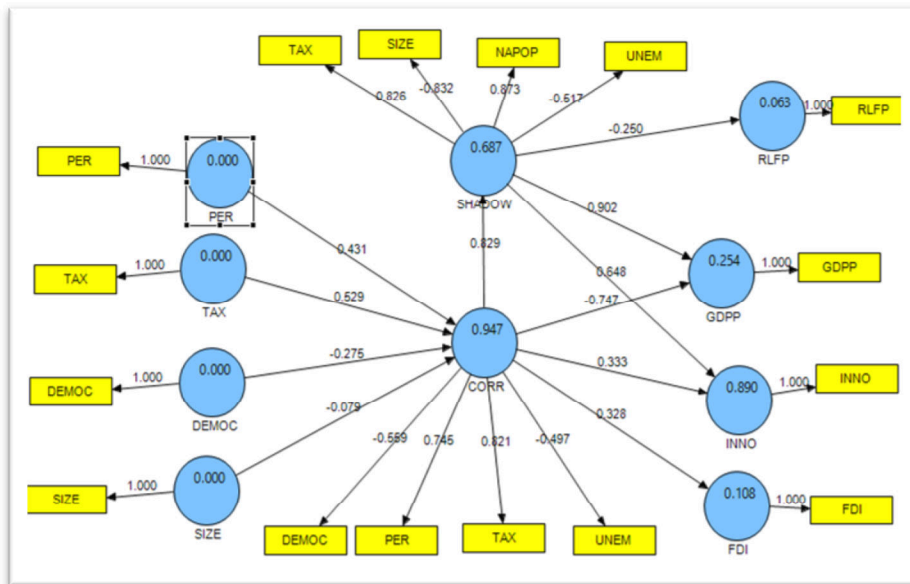 TAX
SIZE
NAPOP
UNEM
0.826
-0.832
0.873
-0.517
0.063
1.000
RLFP
RLFP
-0.250
PER
1.000
0.000
PER
0.687
SHADOW
0.431
0.829
0.902
0.648
TAX
1.000
0.000
TAX
0.529
0.254
1.000
GDPP
GDPP
-0.747
0.947
CORR
DEMOC
1.000
0.000
DEMOC
-0.275
0.333
0.890
1.000
INNO
INNO
-0.079
0.328
SIZE
1.000
0.000
SIZE
-0.559
0.745
0.821
-0.497
0.108
1.000
FDI
FDI
DEMOC
PER
TAX
UNEM